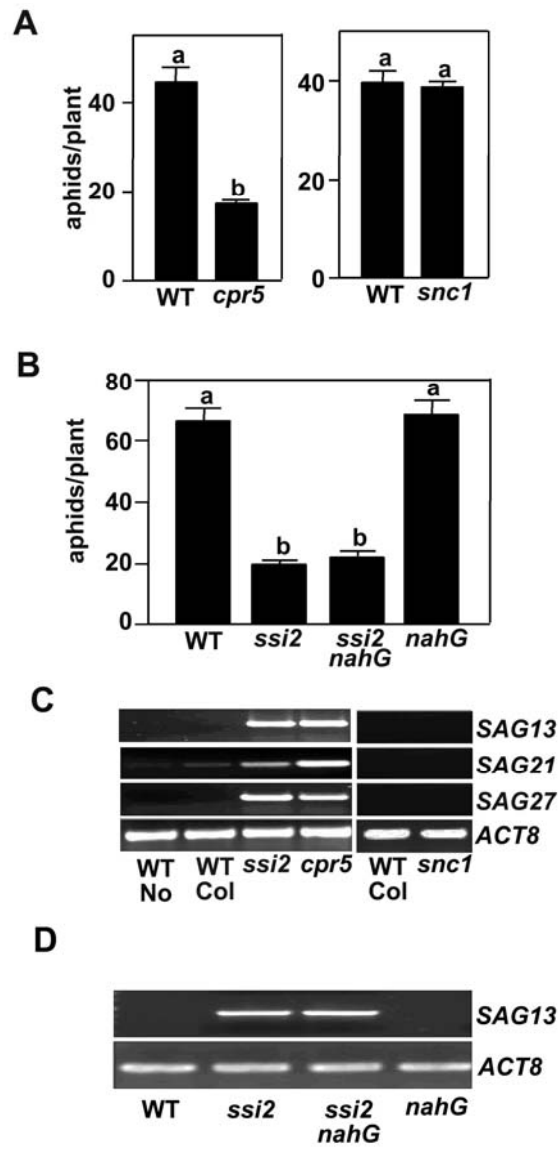 A
aphids/plant
40
20
0
a
b
WT
cpr5
40
20
0
a
a
WT
snc1
B
aphids/plant
80
60
40
20
0
a
b
b
a
WT
ssi2
ssi2
nahG
nahG
C
SAG13
SAG21
SAG27
ACT8
WT
No
WT
Col
ssi2
cpr5
WT
Col
snc1
D
SAG13
ACT8
WT
ssi2
ssi2
nahG
nahG